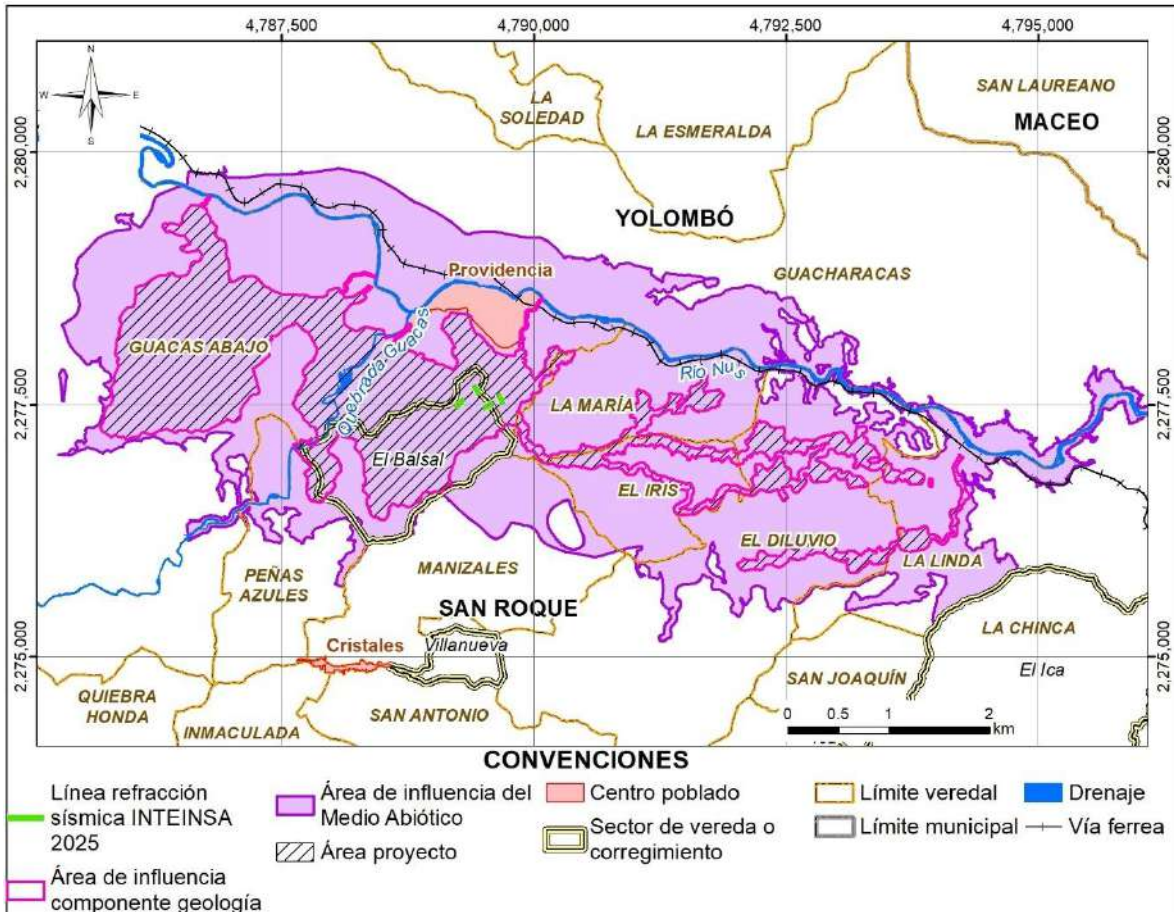 4,787,500
4,790,000
4,792,500
4,795,000
N
W E
S
2,280,000
2,277,500
2,275,000
2,280,000
2,277,500
2,275,000
LA
SOLEDAD
LA ESMERALDA
SAN LAUREANO
MACEO
YOLOMBÓ
GUACHARACAS
Providencia
GUACAS ABAJO
Quebrada Guacas
Río Nus
LA MARÍA
El Balsal
EL IRIS
EL DILUVIO
LA LINDA
PEÑAS
AZULES
MANIZALES
SAN ROQUE
LA CHINCA
Cristales
Villanueva
El Ica
SAN JOAQUÍN
QUIEBRA
HONDA
SAN ANTONIO
INMACULADA
0 0.5 1 2
km
CONVENCIONES
Línea refracción
sísmica INTEINSA
2025
Área de influencia
componente geología
Área de influencia del
Medio Abiótico
Área proyecto
Centro poblado
Sector de vereda o
corregimiento
Límite veredal
Límite municipal
Drenaje
Vía ferrea